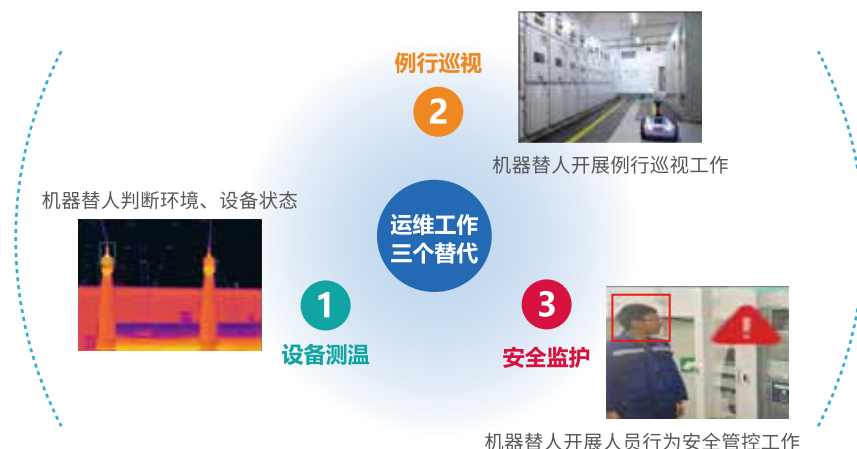 例行巡视
2
机器替人开展例行巡视工作
机器替人判断环境、设备状态
运维工作
三个替代
1
设备测温
3
安全监护
机器替人开展人员行为安全管控工作